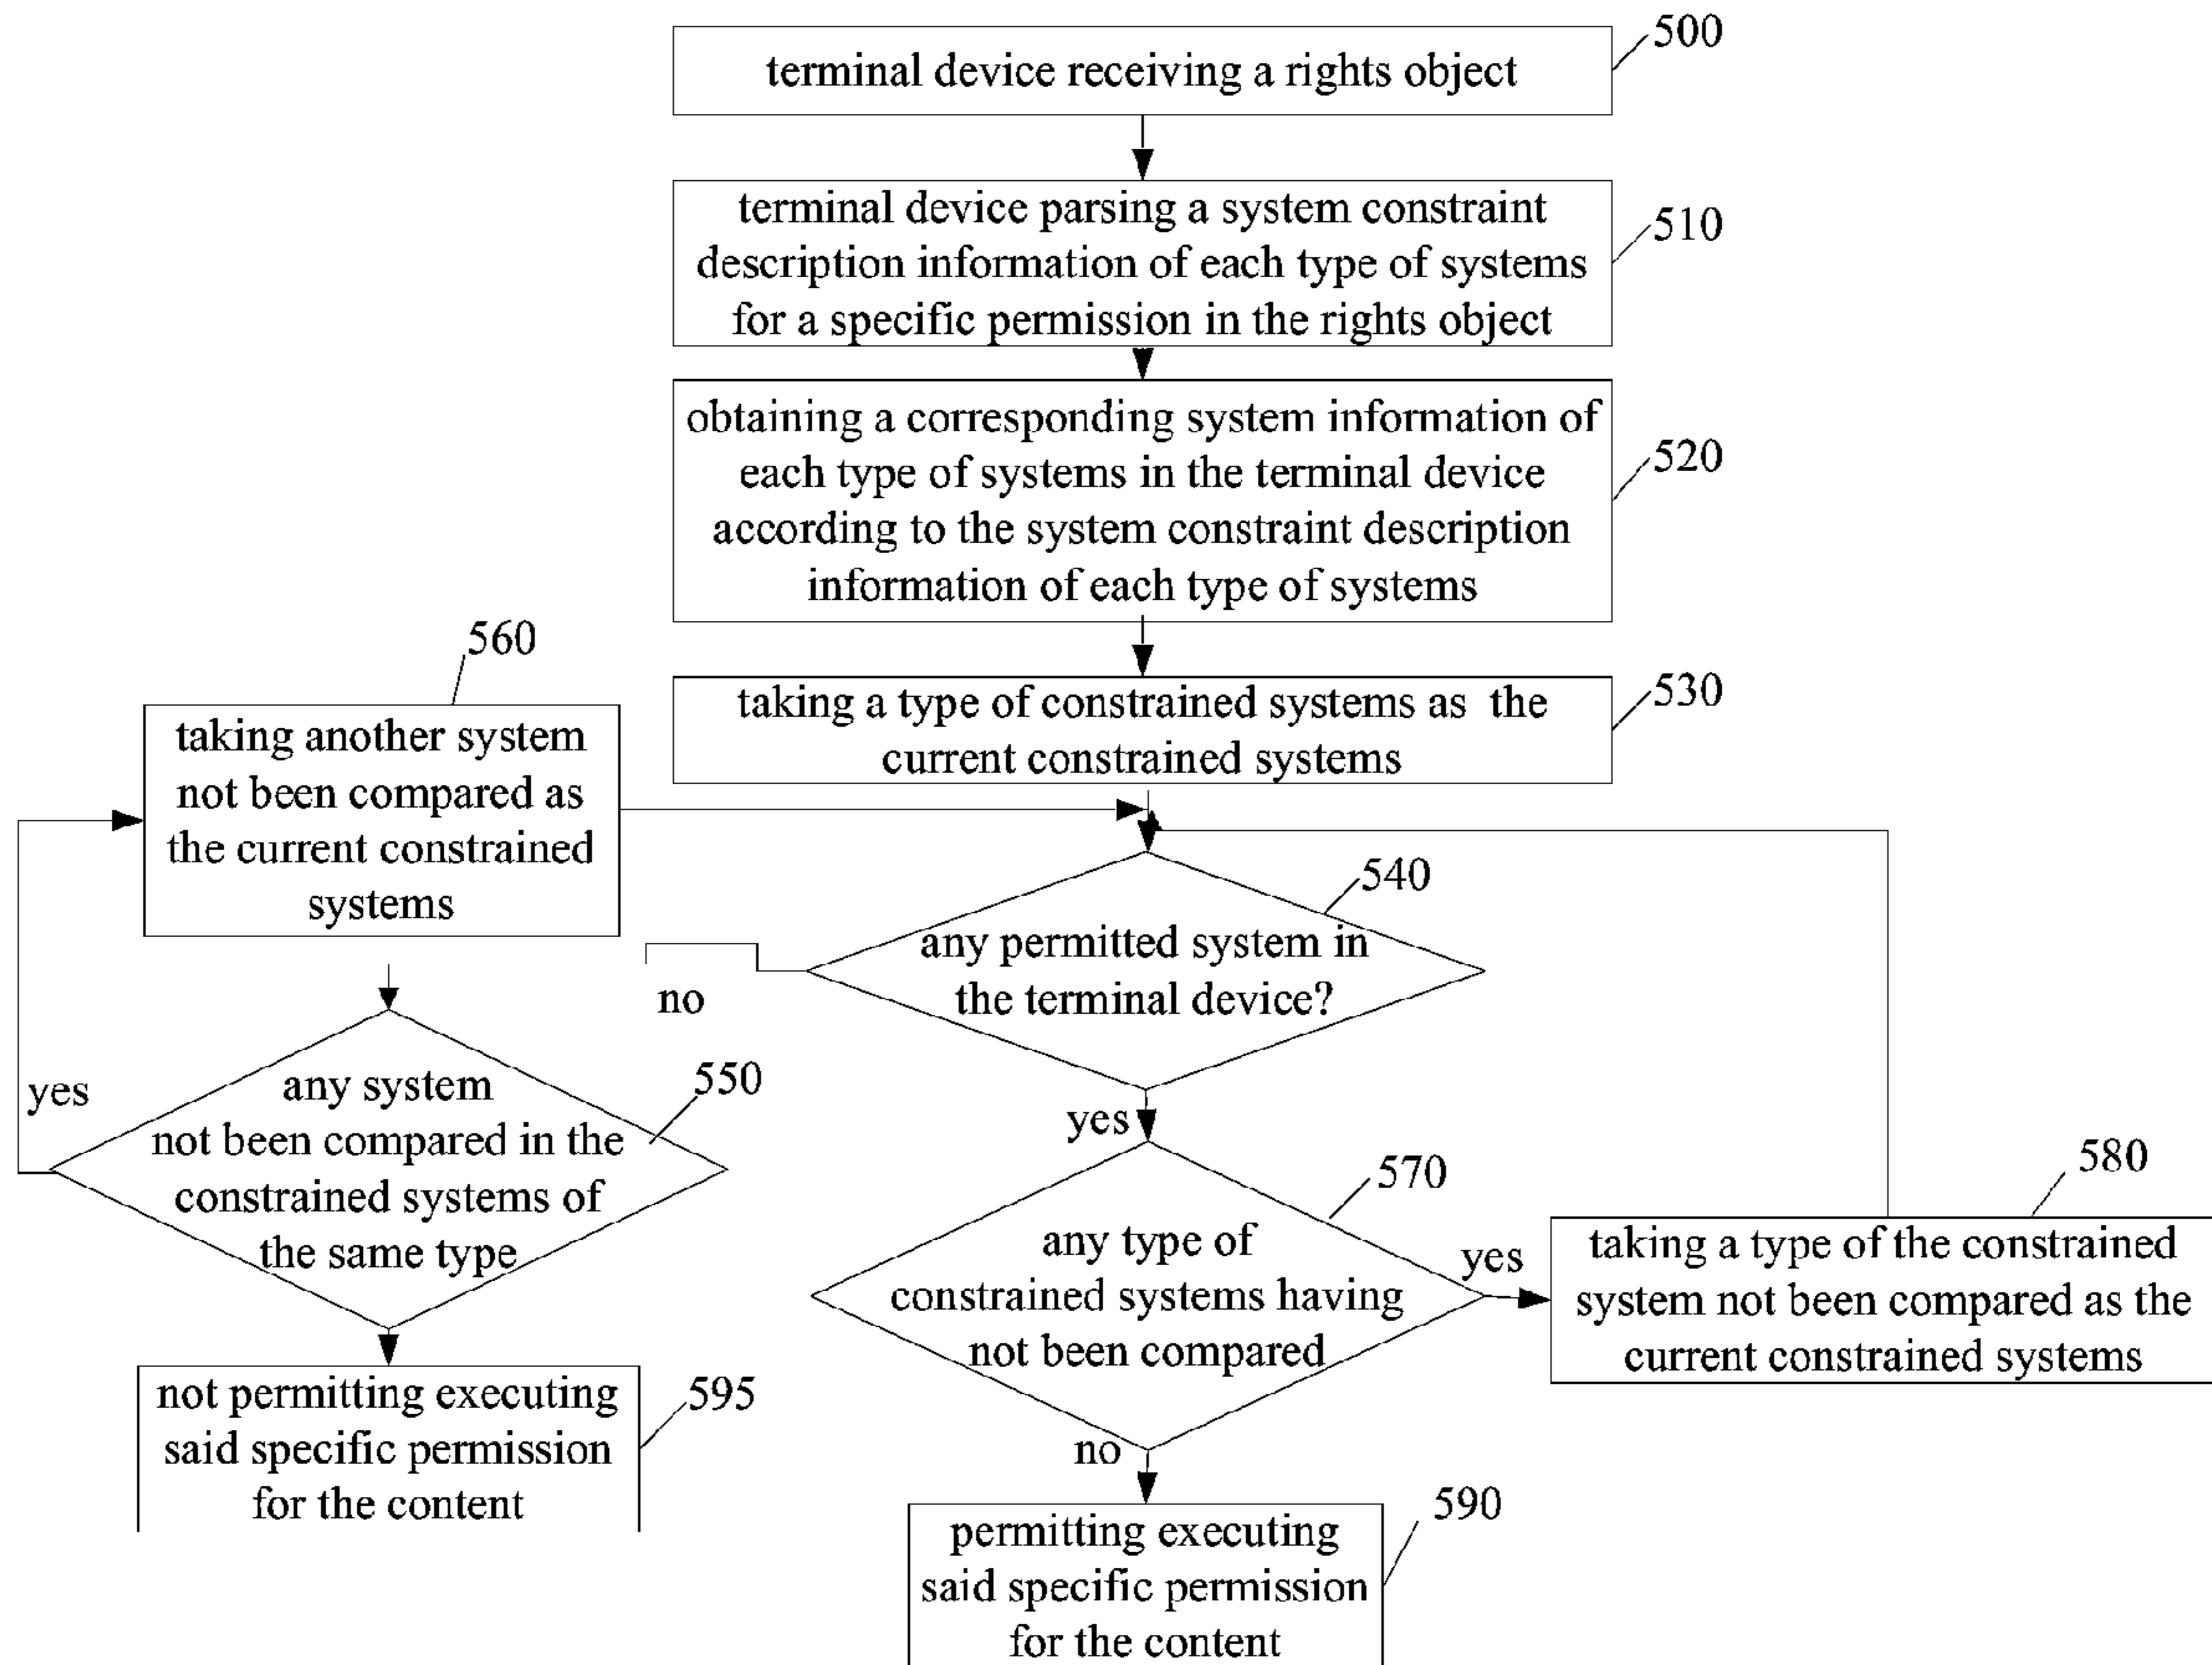 500
terminal device receiving a rights object
510
terminal device parsing a system constraint
description information of each type of systems
for a specific permission in the rights object
520
obtaining a corresponding system information of
each type of systems in the terminal device
according to the system constraint description
information of each type of systems
530
taking a type of constrained systems as the
current constrained systems
560
taking another system
not been compared as
the current constrained
systems
540
any permitted system in
the terminal device?
no
yes
550
any system
not been compared in the
constrained systems of
the same type
yes
570
any type of
constrained systems having
not been compared
yes
580
taking a type of the constrained
system not been compared as the
current constrained systems
595
not permitting executing
said specific permission
for the content
no
590
permitting executing
said specific permission
for the content